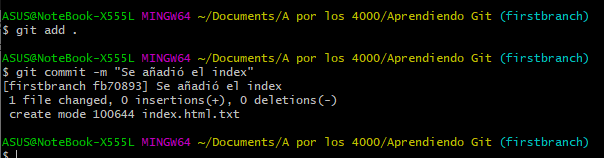 ASUS@NoteBook-X555L MINGW64 ~/Documents/A por los 4000/Aprendiendo Git (firstbranch)
$ git add .
ASUS@NoteBook-X555L MINGW64 ~/Documents/A por los 4000/Aprendiendo Git (firstbranch)
$ git commit -m "Se añadió el index"
[firstbranch fb70893] Se añadió el index
 1 file changed, 0 insertions(+), 0 deletions(-)
 create mode 100644 index.html.txt
ASUS@NoteBook-X555L MINGW64 ~/Documents/A por los 4000/Aprendiendo Git (firstbranch)
$